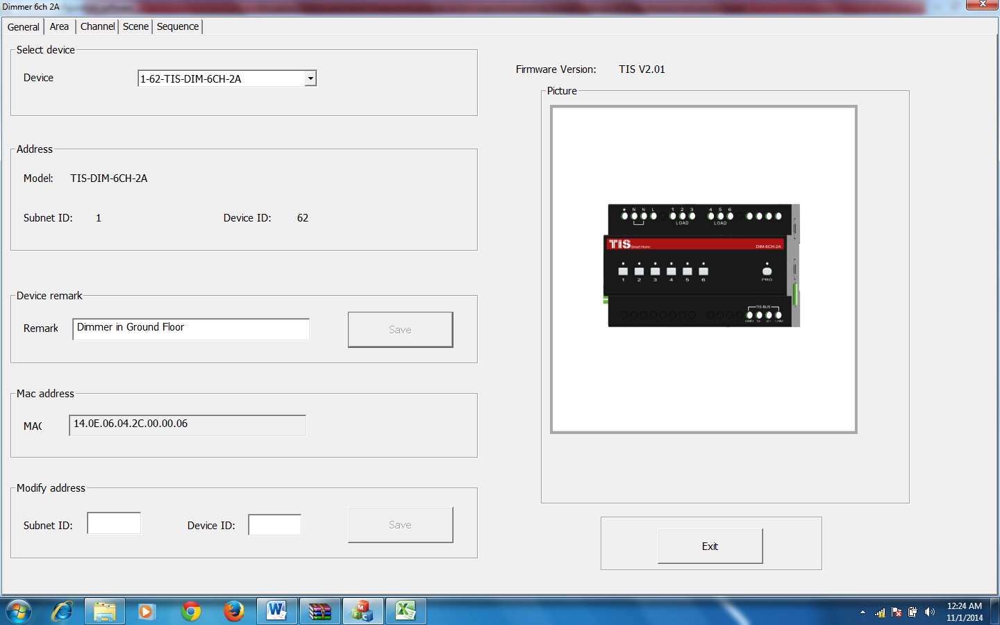 Dimmer 6ch 2A
General Area Channel Scene Sequence
Select device
Device 1-62-TIS-DIM-6CH-2A
Address
Model: TIS-DIM-6CH-2A
Subnet ID: 1 Device ID: 62
Device remark
Remark Dimmer in Ground Floor Save
Mac address
MAC 14.0E.06.04.2C.00.00.06
Modify address
Subnet ID: Device ID: Save
Firmware Version: TIS V2.01
Picture
N N L 1 2 3 4 5 6
LOAD LOAD
TIS Smart Home DIM-6CH-2A
1 2 3 4 5 6 PRG
TIS-BUS
GND D- D+ +24V
Exit
12:24 AM
11/1/2014